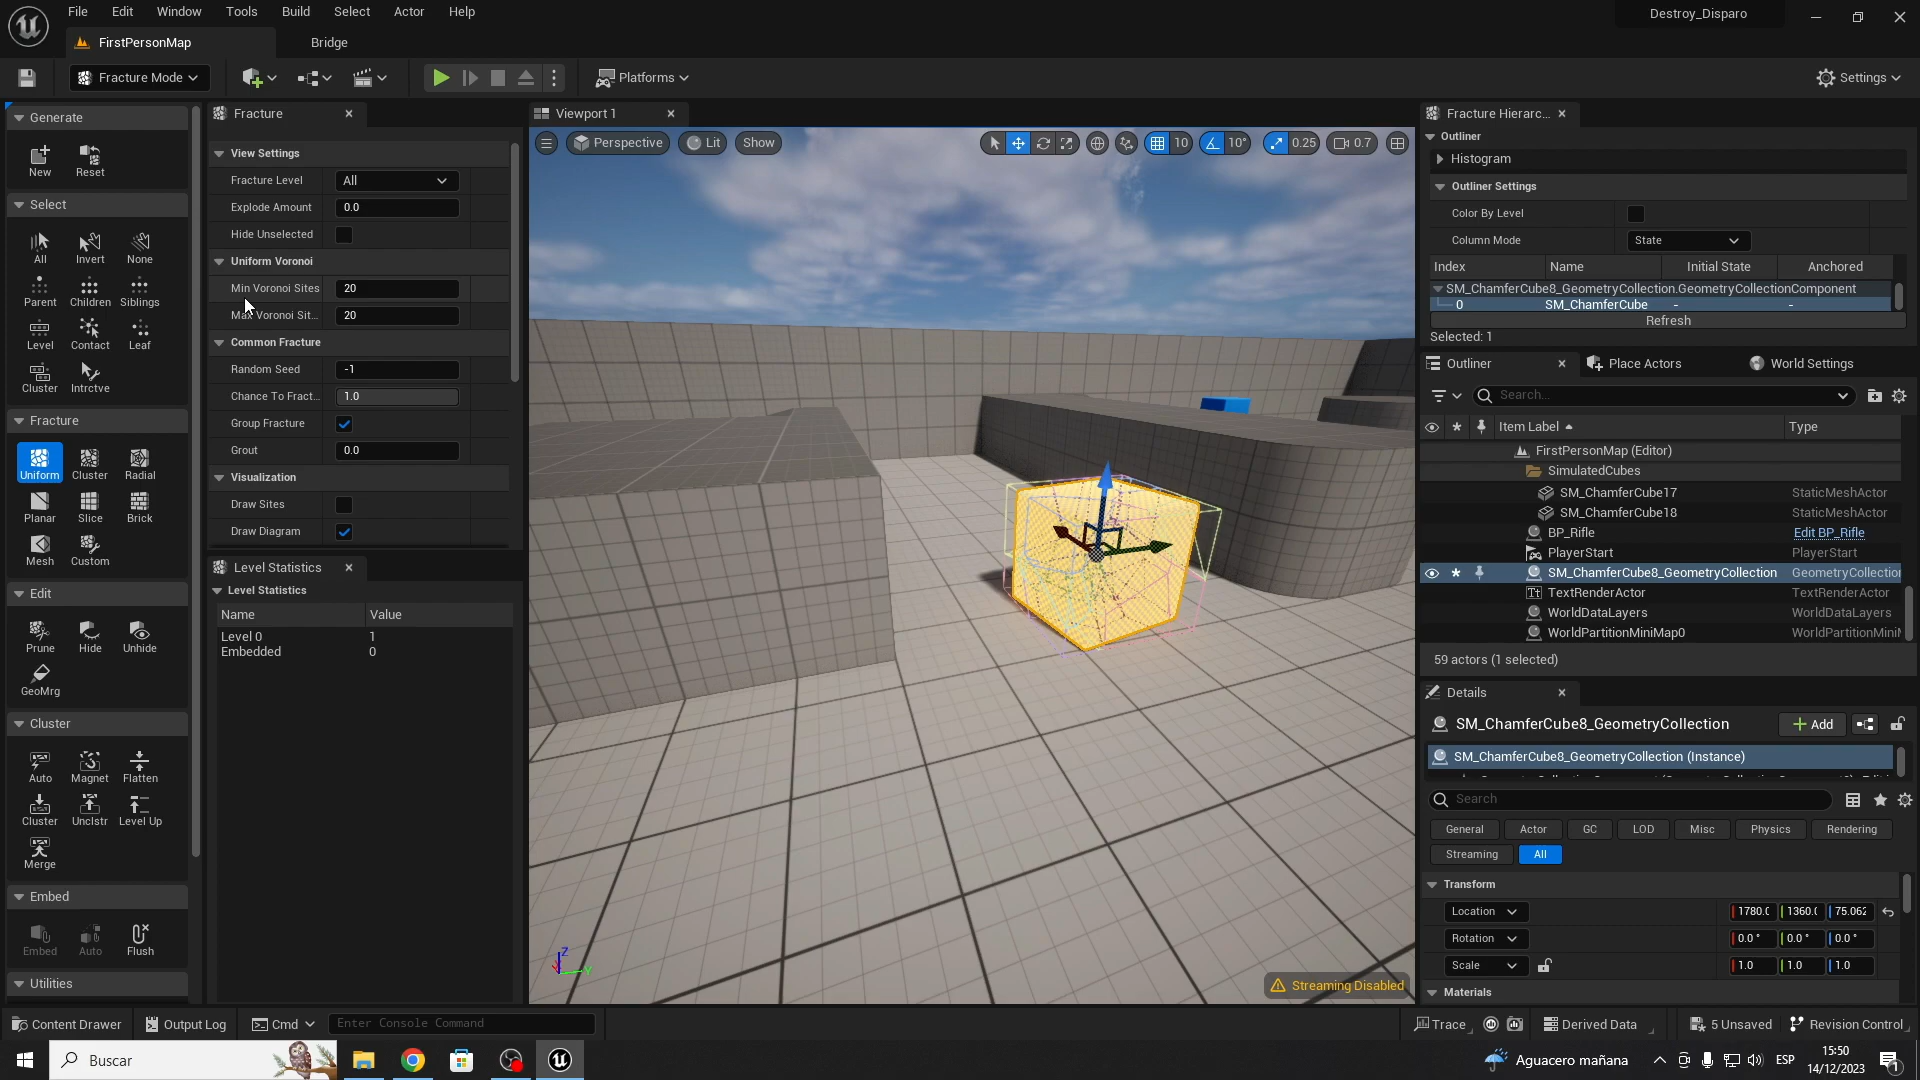 File Edit Window Tools Build Select Actor Help
Destroy_Disparo
FirstPersonMap
Bridge
Fracture Mode
Platforms
Settings
Generate
New Reset
Select
All Invert None
Parent Children Siblings
Level Contact Leaf
Cluster Intrctve
Fracture
Uniform Cluster Radial
Planar Slice Brick
Mesh Custom
Edit
Prune Hide Unhide
GeoMrg
Cluster
Auto Magnet Flatten
Cluster Unclstr Level Up
Merge
Embed
Embed Auto Flush
Utilities
Fracture
View Settings
Fracture Level All
Explode Amount 0.0
Hide Unselected
Uniform Voronoi
Min Voronoi Sites 20
Max Voronoi Sit... 20
Common Fracture
Random Seed -1
Chance To Fract... 1.0
Group Fracture
Grout 0.0
Visualization
Draw Sites
Draw Diagram
Level Statistics
Level Statistics
Name Value
Level 0 1
Embedded 0
Viewport 1
Perspective Lit Show
10 10° 0.25 0.7
Z
Y
Streaming Disabled
Fracture Hierarc...
Outliner
Histogram
Outliner Settings
Color By Level
Column Mode State
Index Name Initial State Anchored
SM_ChamferCube8_GeometryCollection.GeometryCollectionComponent
0 SM_ChamferCube - -
Refresh
Selected: 1
Outliner Place Actors World Settings
Search...
Item Label Type
FirstPersonMap (Editor)
SimulatedCubes
SM_ChamferCube17 StaticMeshActor
SM_ChamferCube18 StaticMeshActor
BP_Rifle Edit BP_Rifle
PlayerStart PlayerStart
SM_ChamferCube8_GeometryCollection GeometryCollectio
TextRenderActor TextRenderActor
WorldDataLayers WorldDataLayers
WorldPartitionMiniMap0 WorldPartitionMini
59 actors (1 selected)
Details
SM_ChamferCube8_GeometryCollection
Add
SM_ChamferCube8_GeometryCollection (Instance)
Search
General Actor GC LOD Misc Physics Rendering
Streaming All
Transform
Location 1780.0 1360.0 75.062
Rotation 0.0 ° 0.0 ° 0.0 °
Scale 1.0 1.0 1.0
Materials
Content Drawer Output Log Cmd Enter Console Command
Trace Derived Data 5 Unsaved Revision Control
Buscar
Aguacero mañana
ESP
15:50
14/12/2023
1